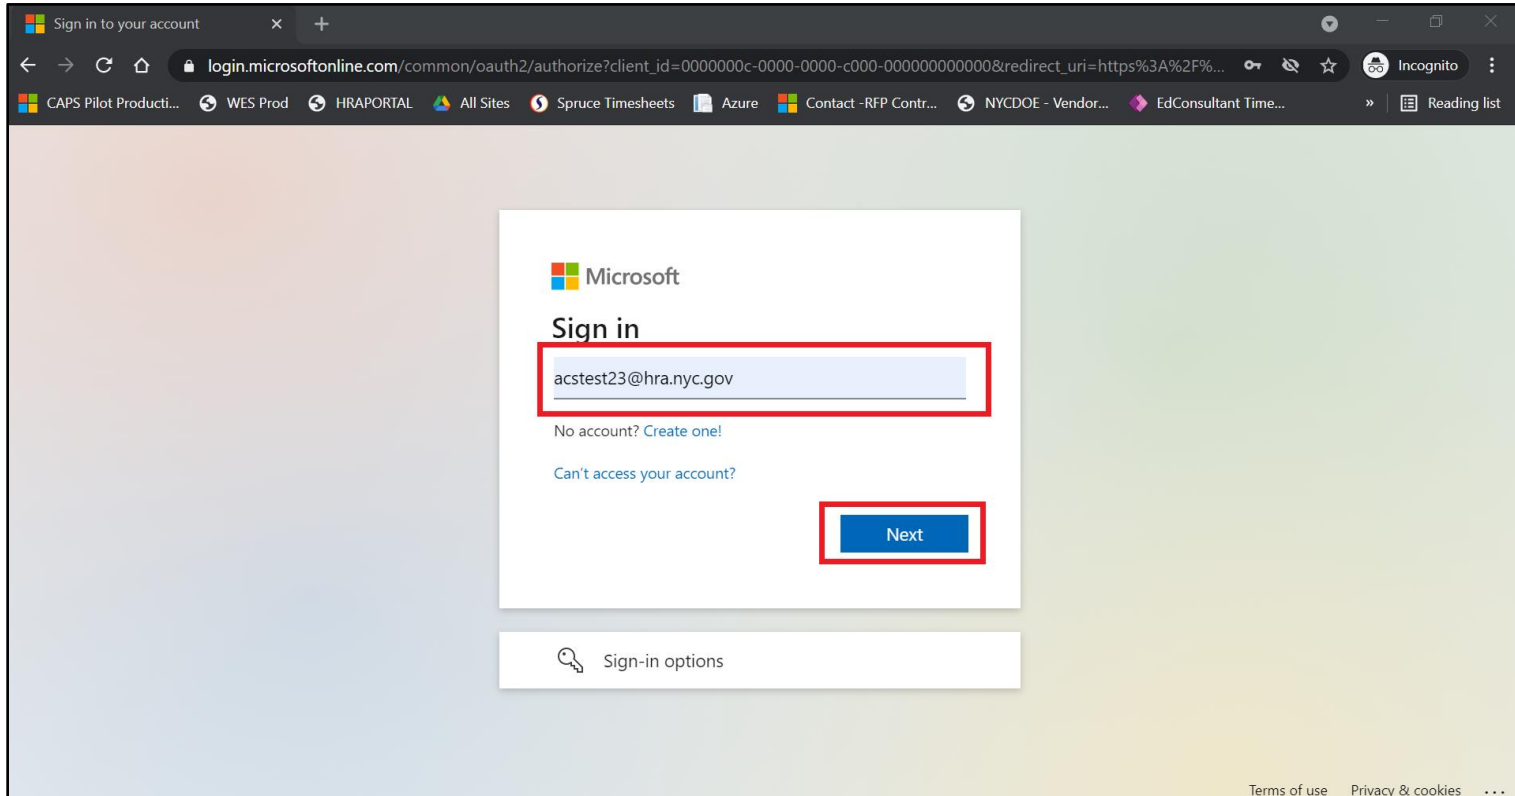 Sign in to your account
login.microsoftonline.com/common/oauth2/authorize?client_id=0000000c-0000-0000-c000-000000000000&redirect_uri=https%3A%2F%... Incognito
CAPS Pilot Producti... WES Prod HRAPORTAL All Sites Spruce Timesheets Azure Contact -RFP Contr... NYCDOE - Vendor... EdConsultant Time... » Reading list
Microsoft
Sign in
acstest23@hra.nyc.gov
No account? Create one!
Can't access your account?
Next
Sign-in options
Terms of use Privacy & cookies ...